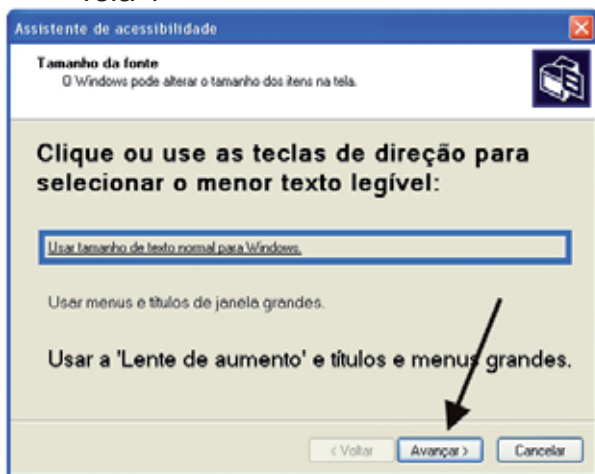 Assistente de acessibilidade
Tamanho da fonte
O Windows pode alterar o tamanho dos itens na tela.
Clique ou use as teclas de direção para
selecionar o menor texto legível:
Usar tamanho de texto normal para Windows.
Usar menus e títulos de janela grandes.
Usar a 'Lente de aumento' e títulos e menus grandes.
< Voltar
Avançar >
Cancelar